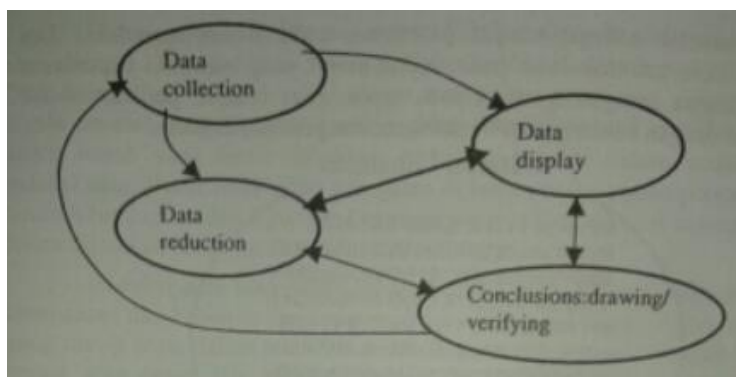 Data
collection
Data
display
Data
reduction
Conclusions:drawing/
verifying